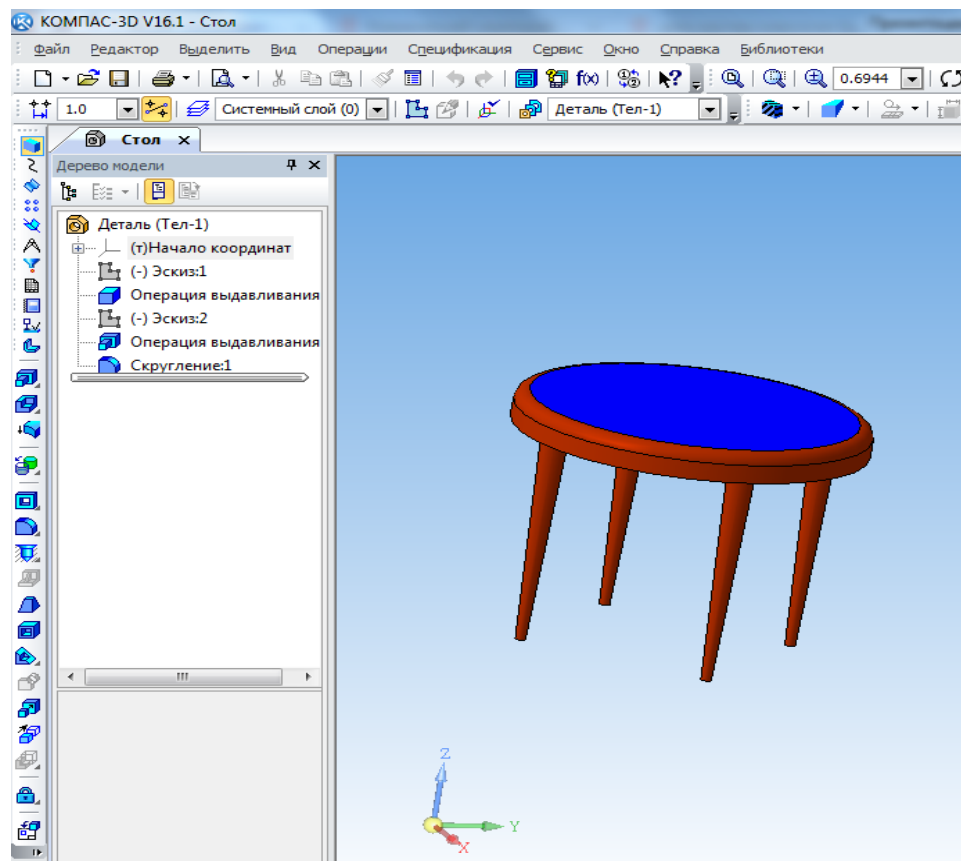 КОМПАС-3D V16.1 - Стол
Файл Редактор Выделить Вид Операции Спецификация Сервис Окно Справка Библиотеки
f(x) 0.6944
1.0 Системный слой (0) Деталь (Тел-1)
Стол
Дерево модели
Деталь (Тел-1)
(т)Начало координат
(-) Эскиз:1
Операция выдавливания
(-) Эскиз:2
Операция выдавливания
Скругление:1
Z
Y
X